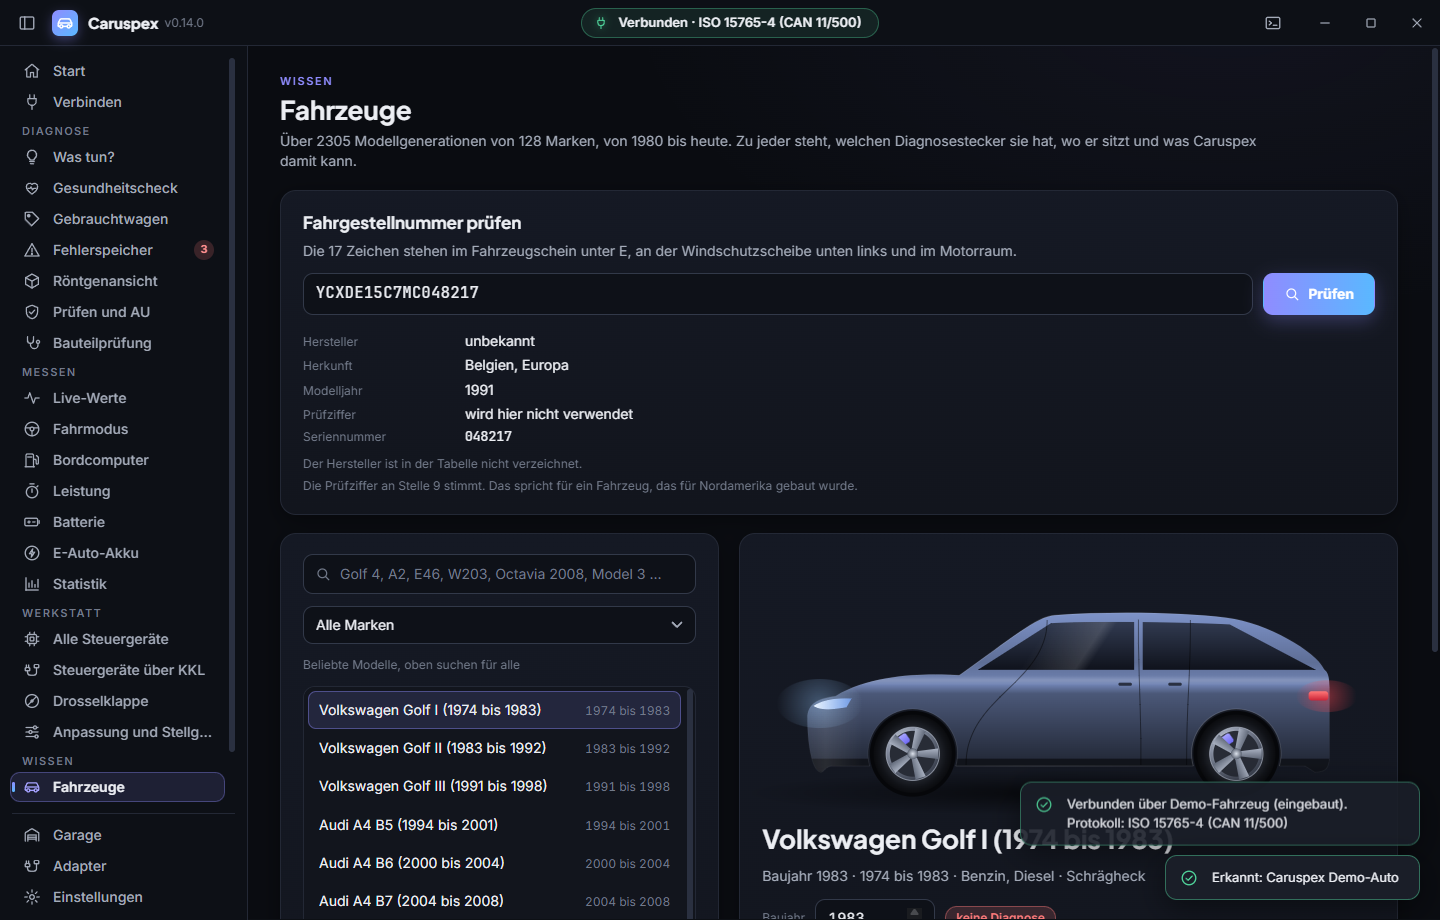 Caruspex v0.14.0
Verbunden · ISO 15765-4 (CAN 11/500)
Start
Verbinden
DIAGNOSE
Was tun?
Gesundheitscheck
Gebrauchtwagen
Fehlerspeicher 3
Röntgenansicht
Prüfen und AU
Bauteilprüfung
MESSEN
Live-Werte
Fahrmodus
Bordcomputer
Leistung
Batterie
E-Auto-Akku
Statistik
WERKSTATT
Alle Steuergeräte
Steuergeräte über KKL
Drosselklappe
Anpassung und Stellg...
WISSEN
Fahrzeuge
Garage
Adapter
Einstellungen
WISSEN
Fahrzeuge
Über 2305 Modellgenerationen von 128 Marken, von 1980 bis heute. Zu jeder steht, welchen Diagnosestecker sie hat, wo er sitzt und was Caruspex
damit kann.
Fahrgestellnummer prüfen
Die 17 Zeichen stehen im Fahrzeugschein unter E, an der Windschutzscheibe unten links und im Motorraum.
YCXDE15C7MC048217
Prüfen
Hersteller unbekannt
Herkunft Belgien, Europa
Modelljahr 1991
Prüfziffer wird hier nicht verwendet
Seriennummer 048217
Der Hersteller ist in der Tabelle nicht verzeichnet.
Die Prüfziffer an Stelle 9 stimmt. Das spricht für ein Fahrzeug, das für Nordamerika gebaut wurde.
Golf 4, A2, E46, W203, Octavia 2008, Model 3 ...
Alle Marken
Beliebte Modelle, oben suchen für alle
Volkswagen Golf I (1974 bis 1983) 1974 bis 1983
Volkswagen Golf II (1983 bis 1992) 1983 bis 1992
Volkswagen Golf III (1991 bis 1998) 1991 bis 1998
Audi A4 B5 (1994 bis 2001) 1994 bis 2001
Audi A4 B6 (2000 bis 2004) 2000 bis 2004
Audi A4 B7 (2004 bis 2008) 2004 bis 2008
Volkswagen Golf I (1974 bis 1983)
Baujahr 1983 · 1974 bis 1983 · Benzin, Diesel · Schrägheck
Baujahr 1983 keine Diagnose
Verbunden über Demo-Fahrzeug (eingebaut).
Protokoll: ISO 15765-4 (CAN 11/500)
Erkannt: Caruspex Demo-Auto